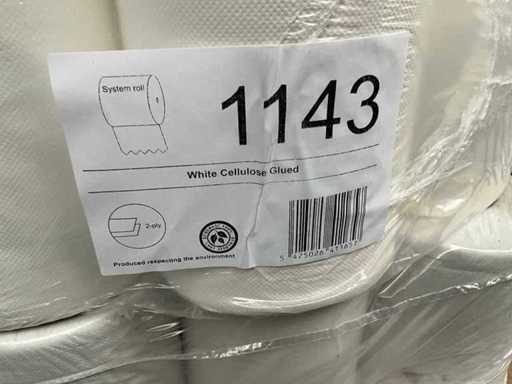 System roll
1143
White Cellulose Glued
2-ply
Produced respecting the environment